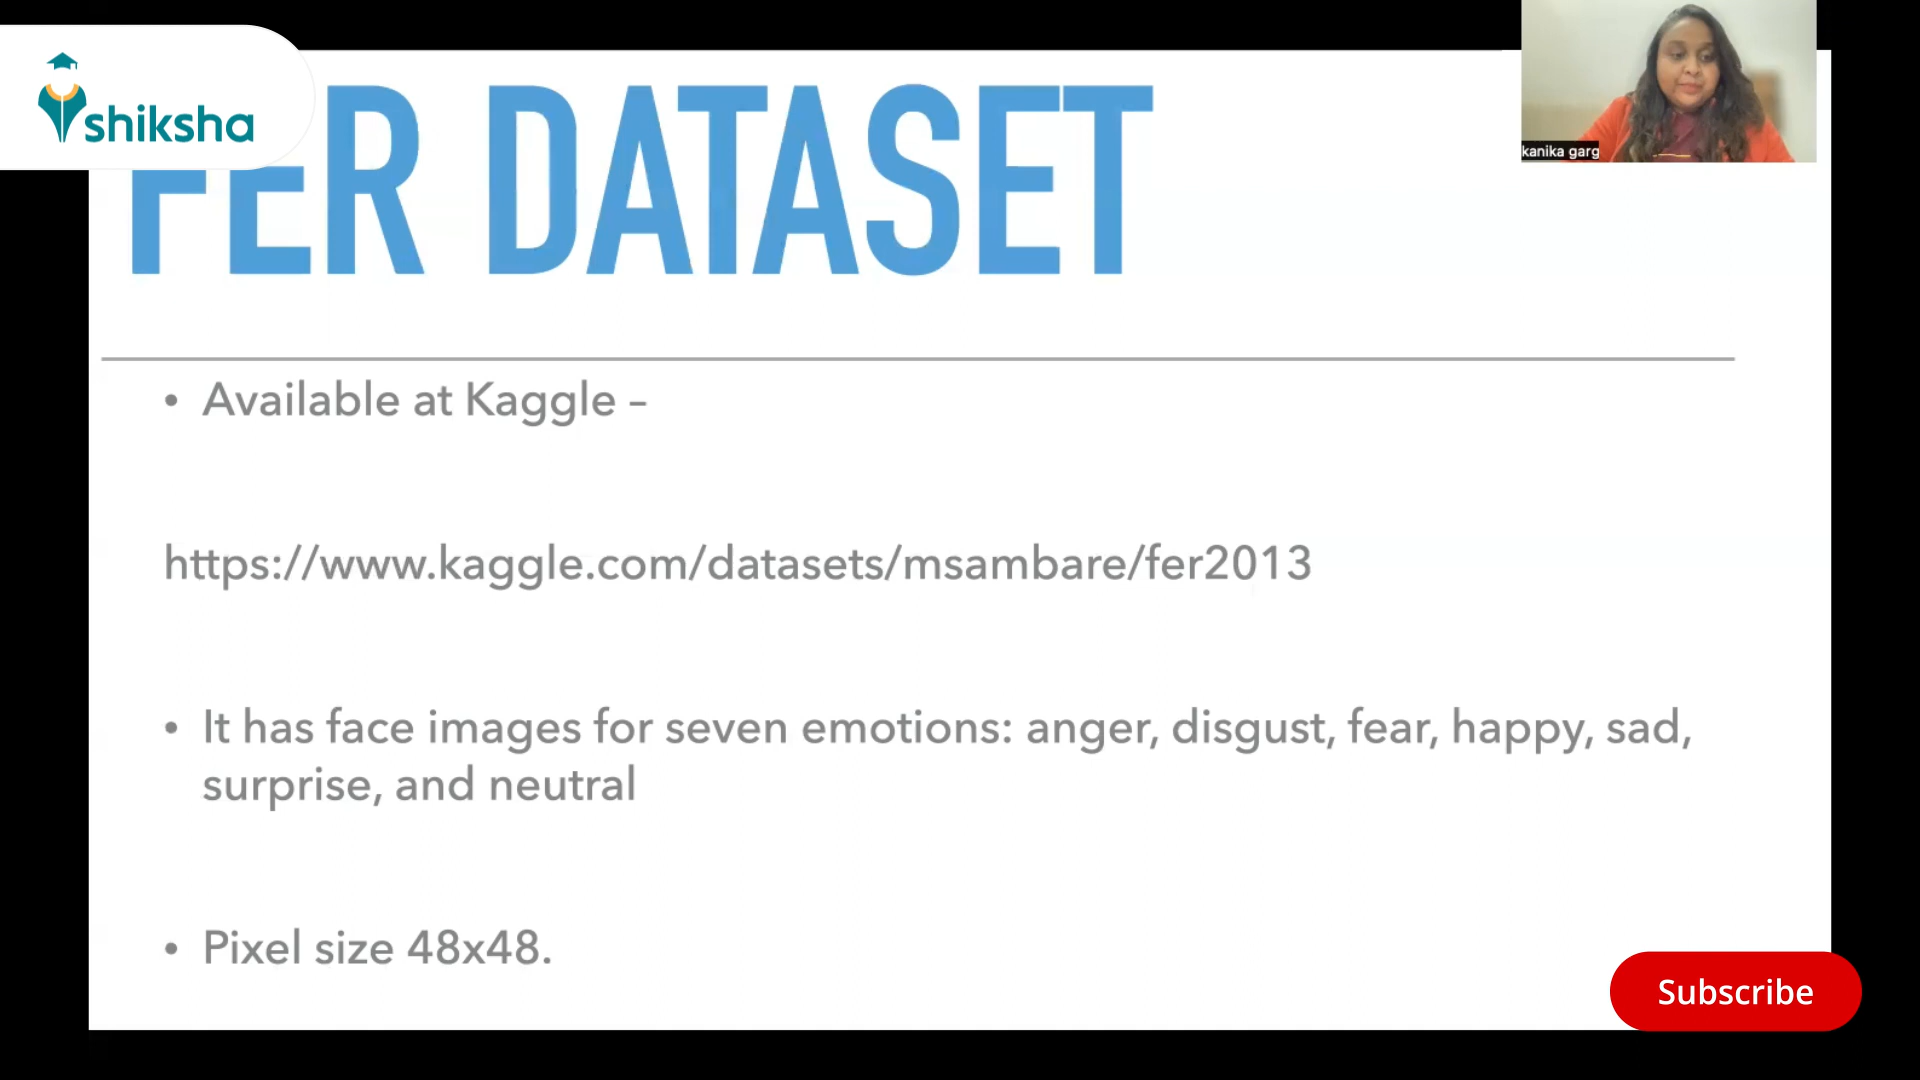 shiksha
FER DATASET
kanika garg
• Available at Kaggle –
https://www.kaggle.com/datasets/msambare/fer2013
• It has face images for seven emotions: anger, disgust, fear, happy, sad,
surprise, and neutral
• Pixel size 48x48.
Subscribe